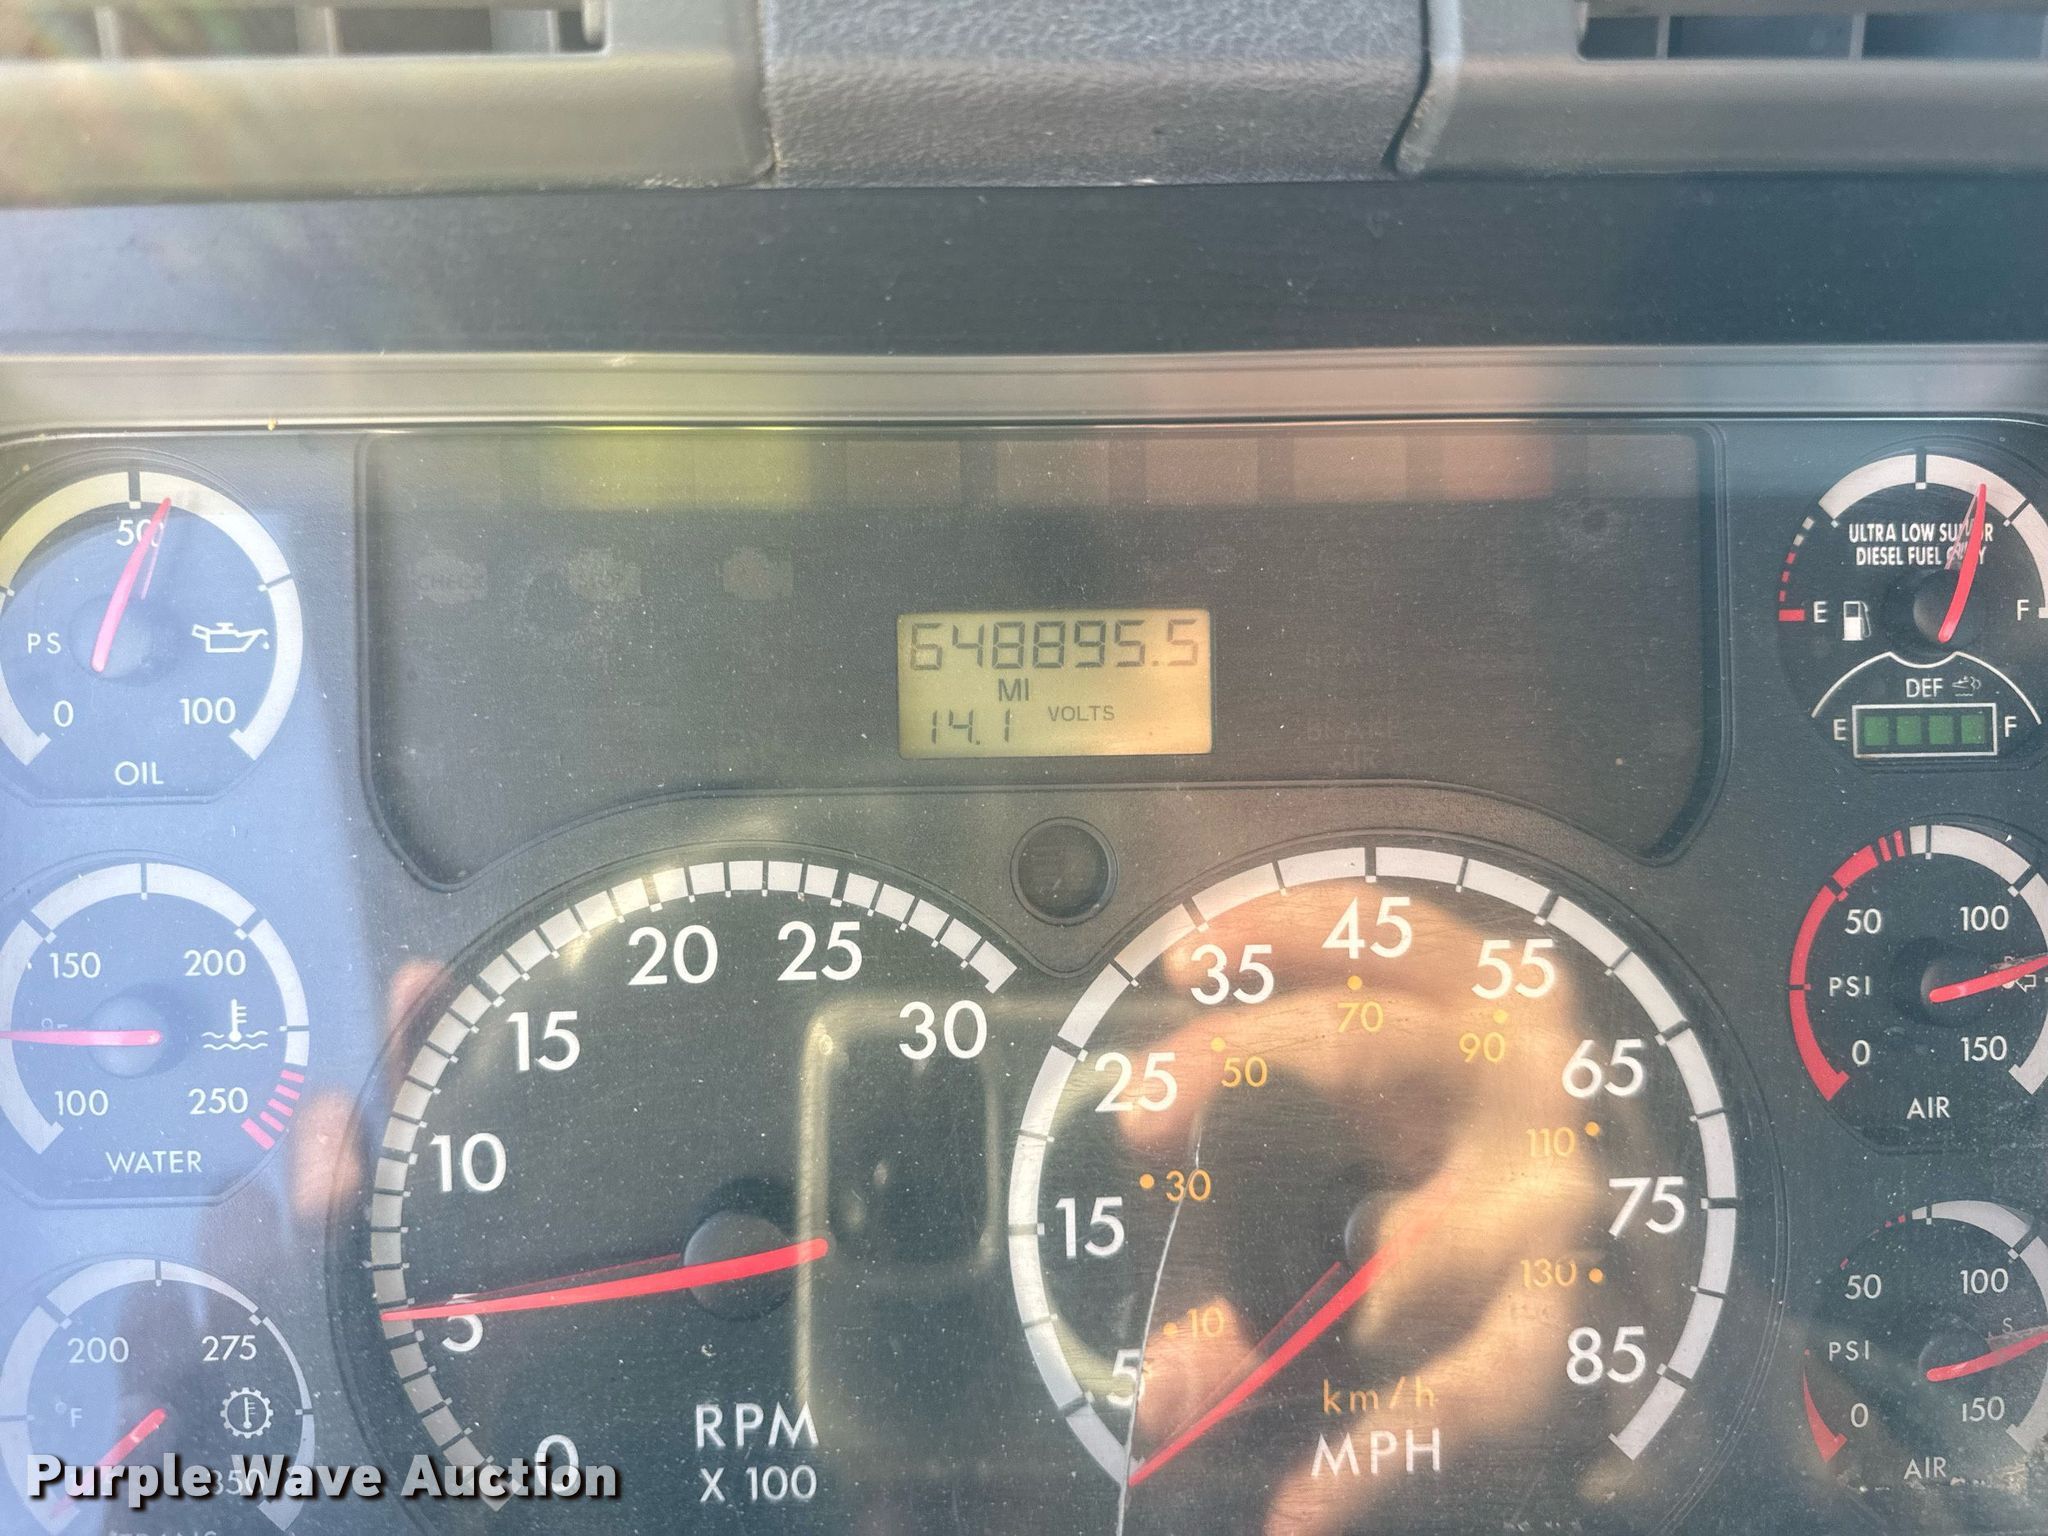 50
PS
0
100
OIL
648895.5
MI
14.1 VOLTS
ULTRA LOW
DIESEL FUEL
E
F
DEF
E
F
150
200
100
250
WATER
0
5
10
15
20
25
30
RPM
X 100
5
15
25
35
45
55
65
75
85
10
30
50
70
90
110
130
km/h
MPH
50
100
PSI
0
150
AIR
50
100
PSI
0
150
AIR
200
275
°F
350
Purple Wave Auction